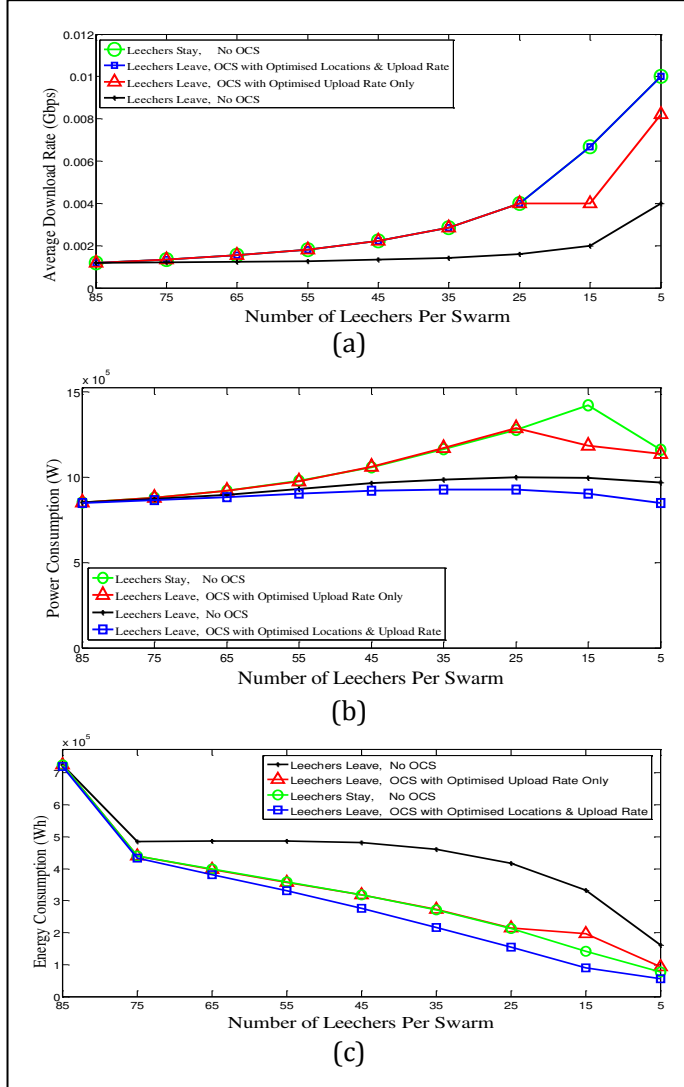 0.012
0.01
0.008
0.006
0.004
0.002
0
Average Download Rate (Gbps)
Leechers Stay, No OCS
Leechers Leave, OCS with Optimised Locations & Upload Rate
Leechers Leave, OCS with Optimised Upload Rate Only
Leechers Leave, No OCS
85 75 65 55 45 35 25 15 5
Number of Leechers Per Swarm
(a)
x 10^5
15
10
5
0
Power Consumption (W)
Leechers Stay, No OCS
Leechers Leave, OCS with Optimised Upload Rate Only
Leechers Leave, No OCS
Leechers Leave, OCS with Optimised Locations & Upload Rate
85 75 65 55 45 35 25 15 5
Number of Leechers Per Swarm
(b)
x 10^5
7
6
5
4
3
2
1
0
Energy Consumption (Wh)
Leechers Leave, No OCS
Leechers Leave, OCS with Optimised Upload Rate Only
Leechers Stay, No OCS
Leechers Leave, OCS with Optimised Locations & Upload Rate
85 75 65 55 45 35 25 15 5
Number of Leechers Per Swarm
(c)